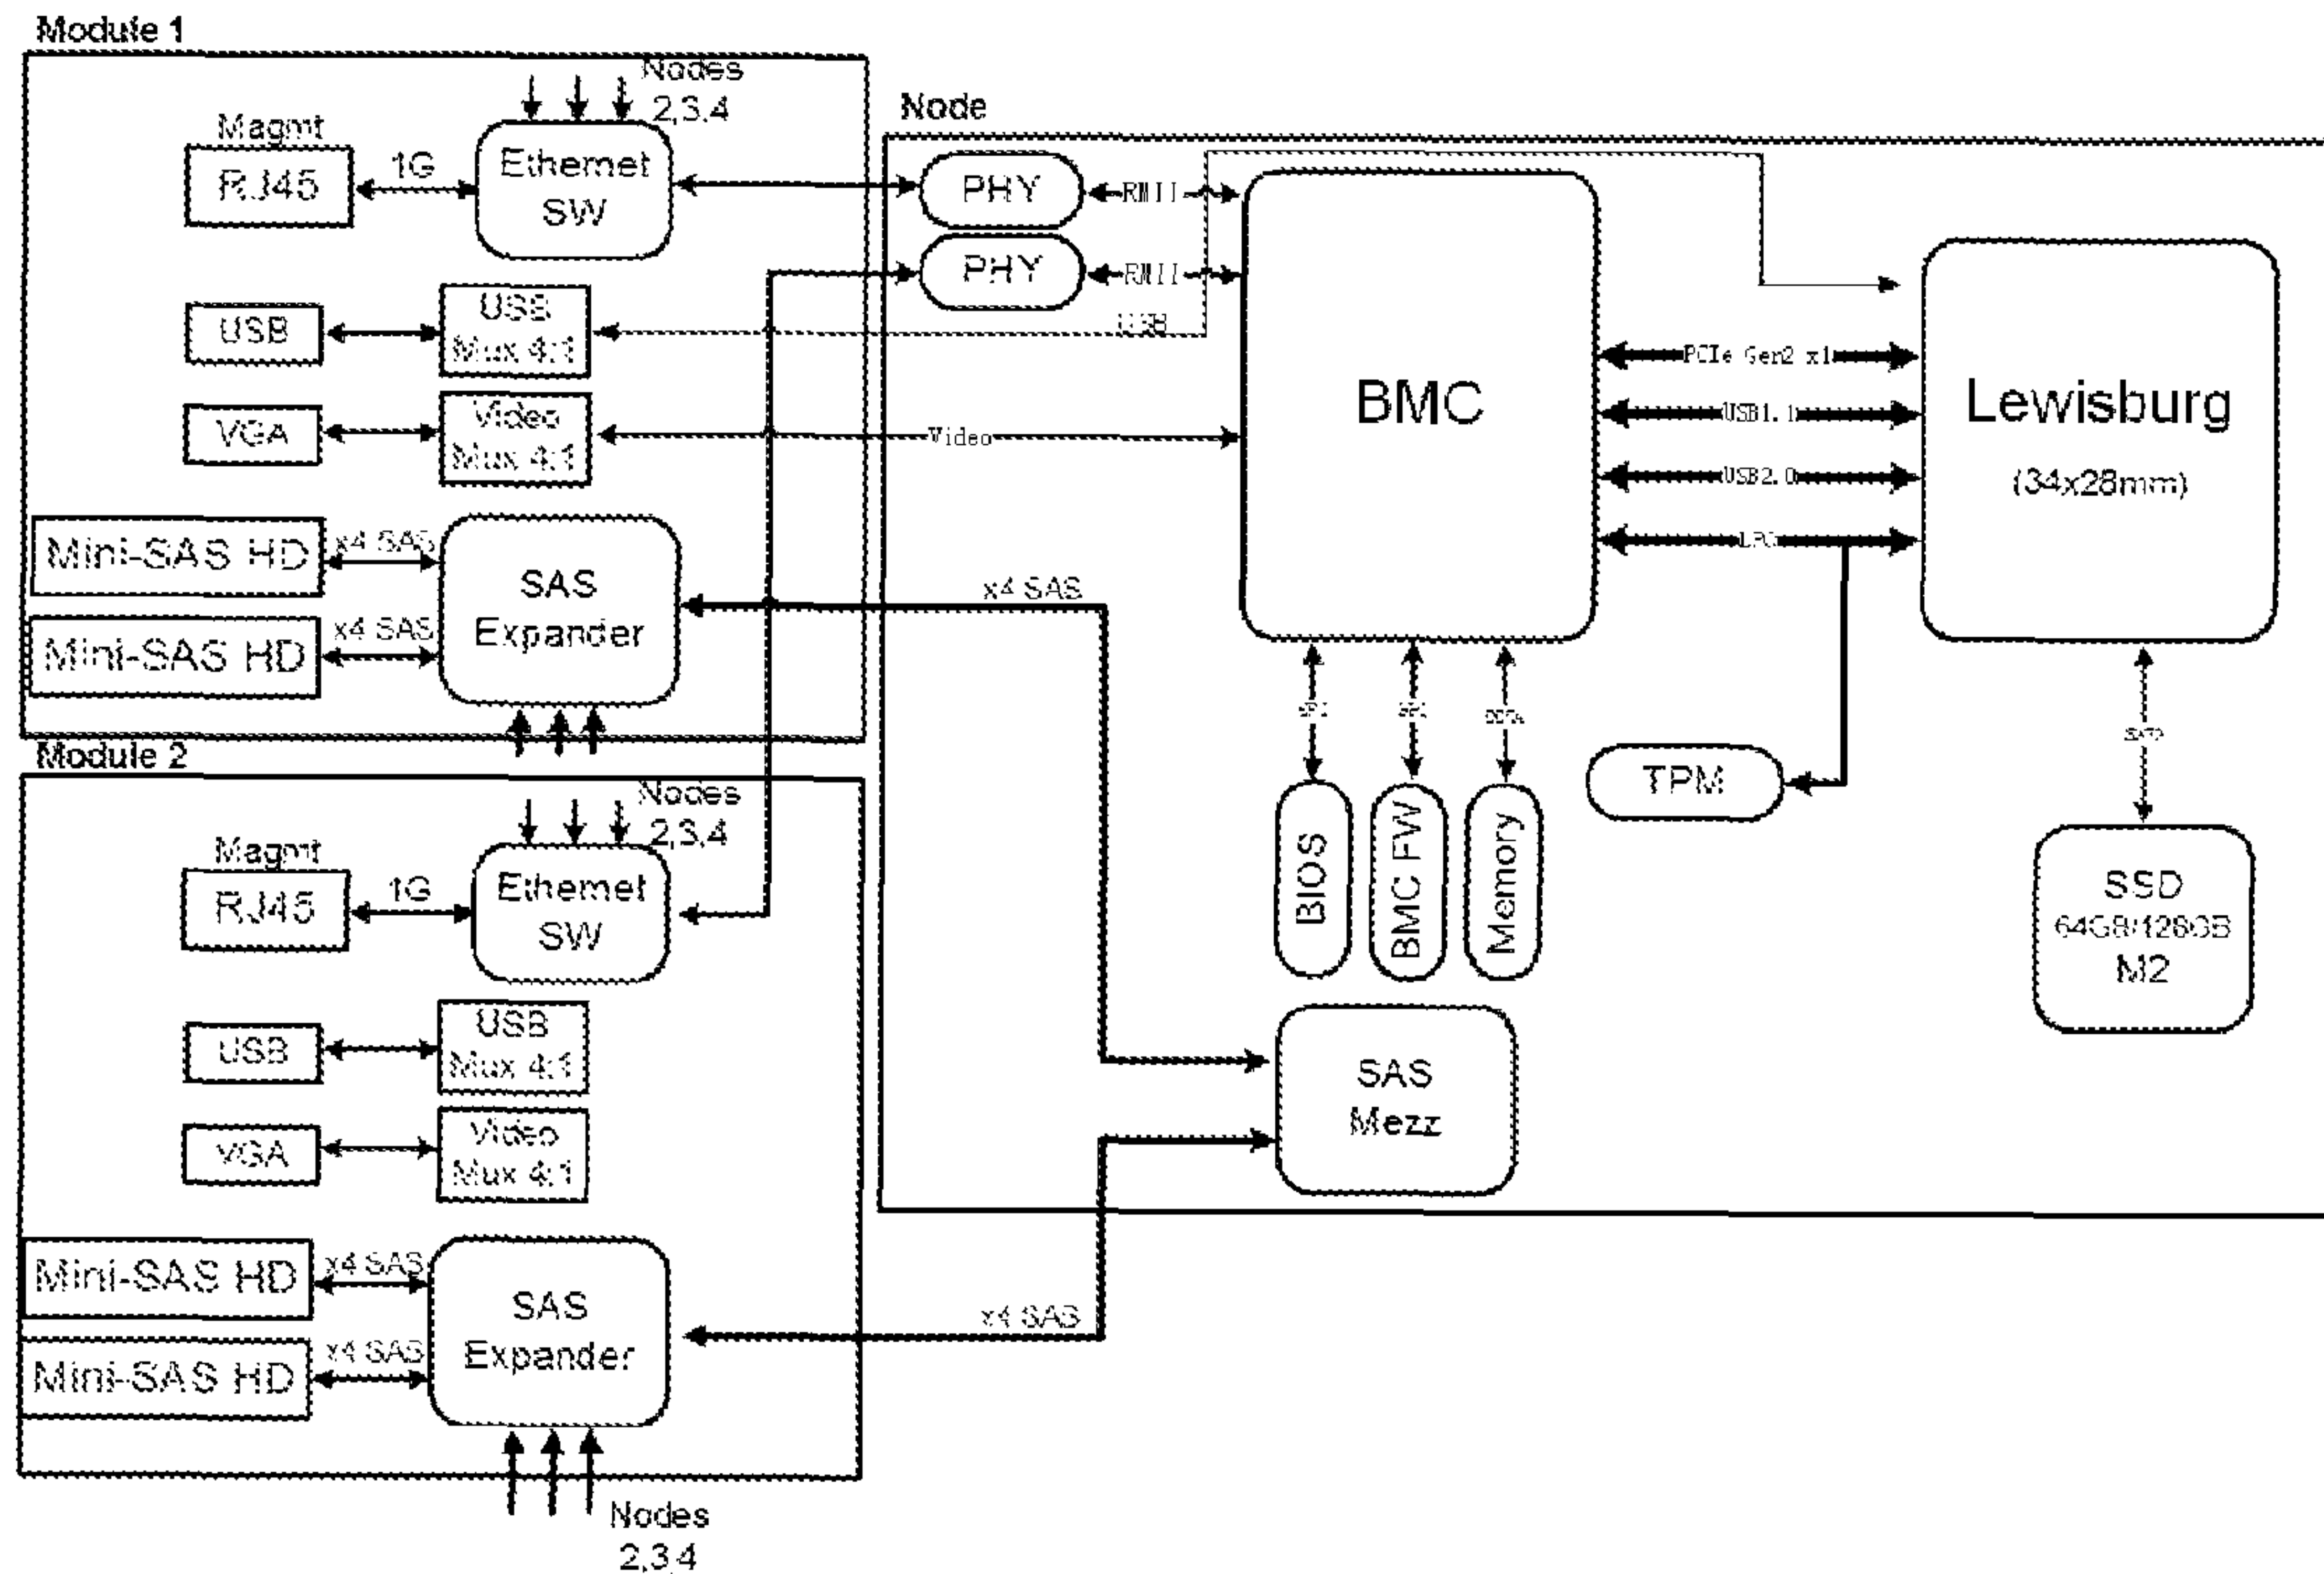 Module 1
Nodes
2,3,4
Magmt
RJ45
1G
Ethernet
SW
USB
USB
Mux 4:1
VGA
Video
Mux 4:1
Mini-SAS HD
x4 SAS
Mini-SAS HD
x4 SAS
SAS
Expander
Module 2
Nodes
2,3,4
Magmt
RJ45
1G
Ethernet
SW
USB
USB
Mux 4:1
VGA
Video
Mux 4:1
Mini-SAS HD
x4 SAS
Mini-SAS HD
x4 SAS
SAS
Expander
Nodes
2,3,4
Node
PHY
RMII
PHY
RMII
USB
Video
x4 SAS
x4 SAS
BMC
PCIe Gen2 x1
USB1.1
USB2.0
LPC
Lewisburg
(34x28mm)
BIOS
BMC FW
Memory
TPM
SSD
64GB/128GB
M2
SAS
Mezz